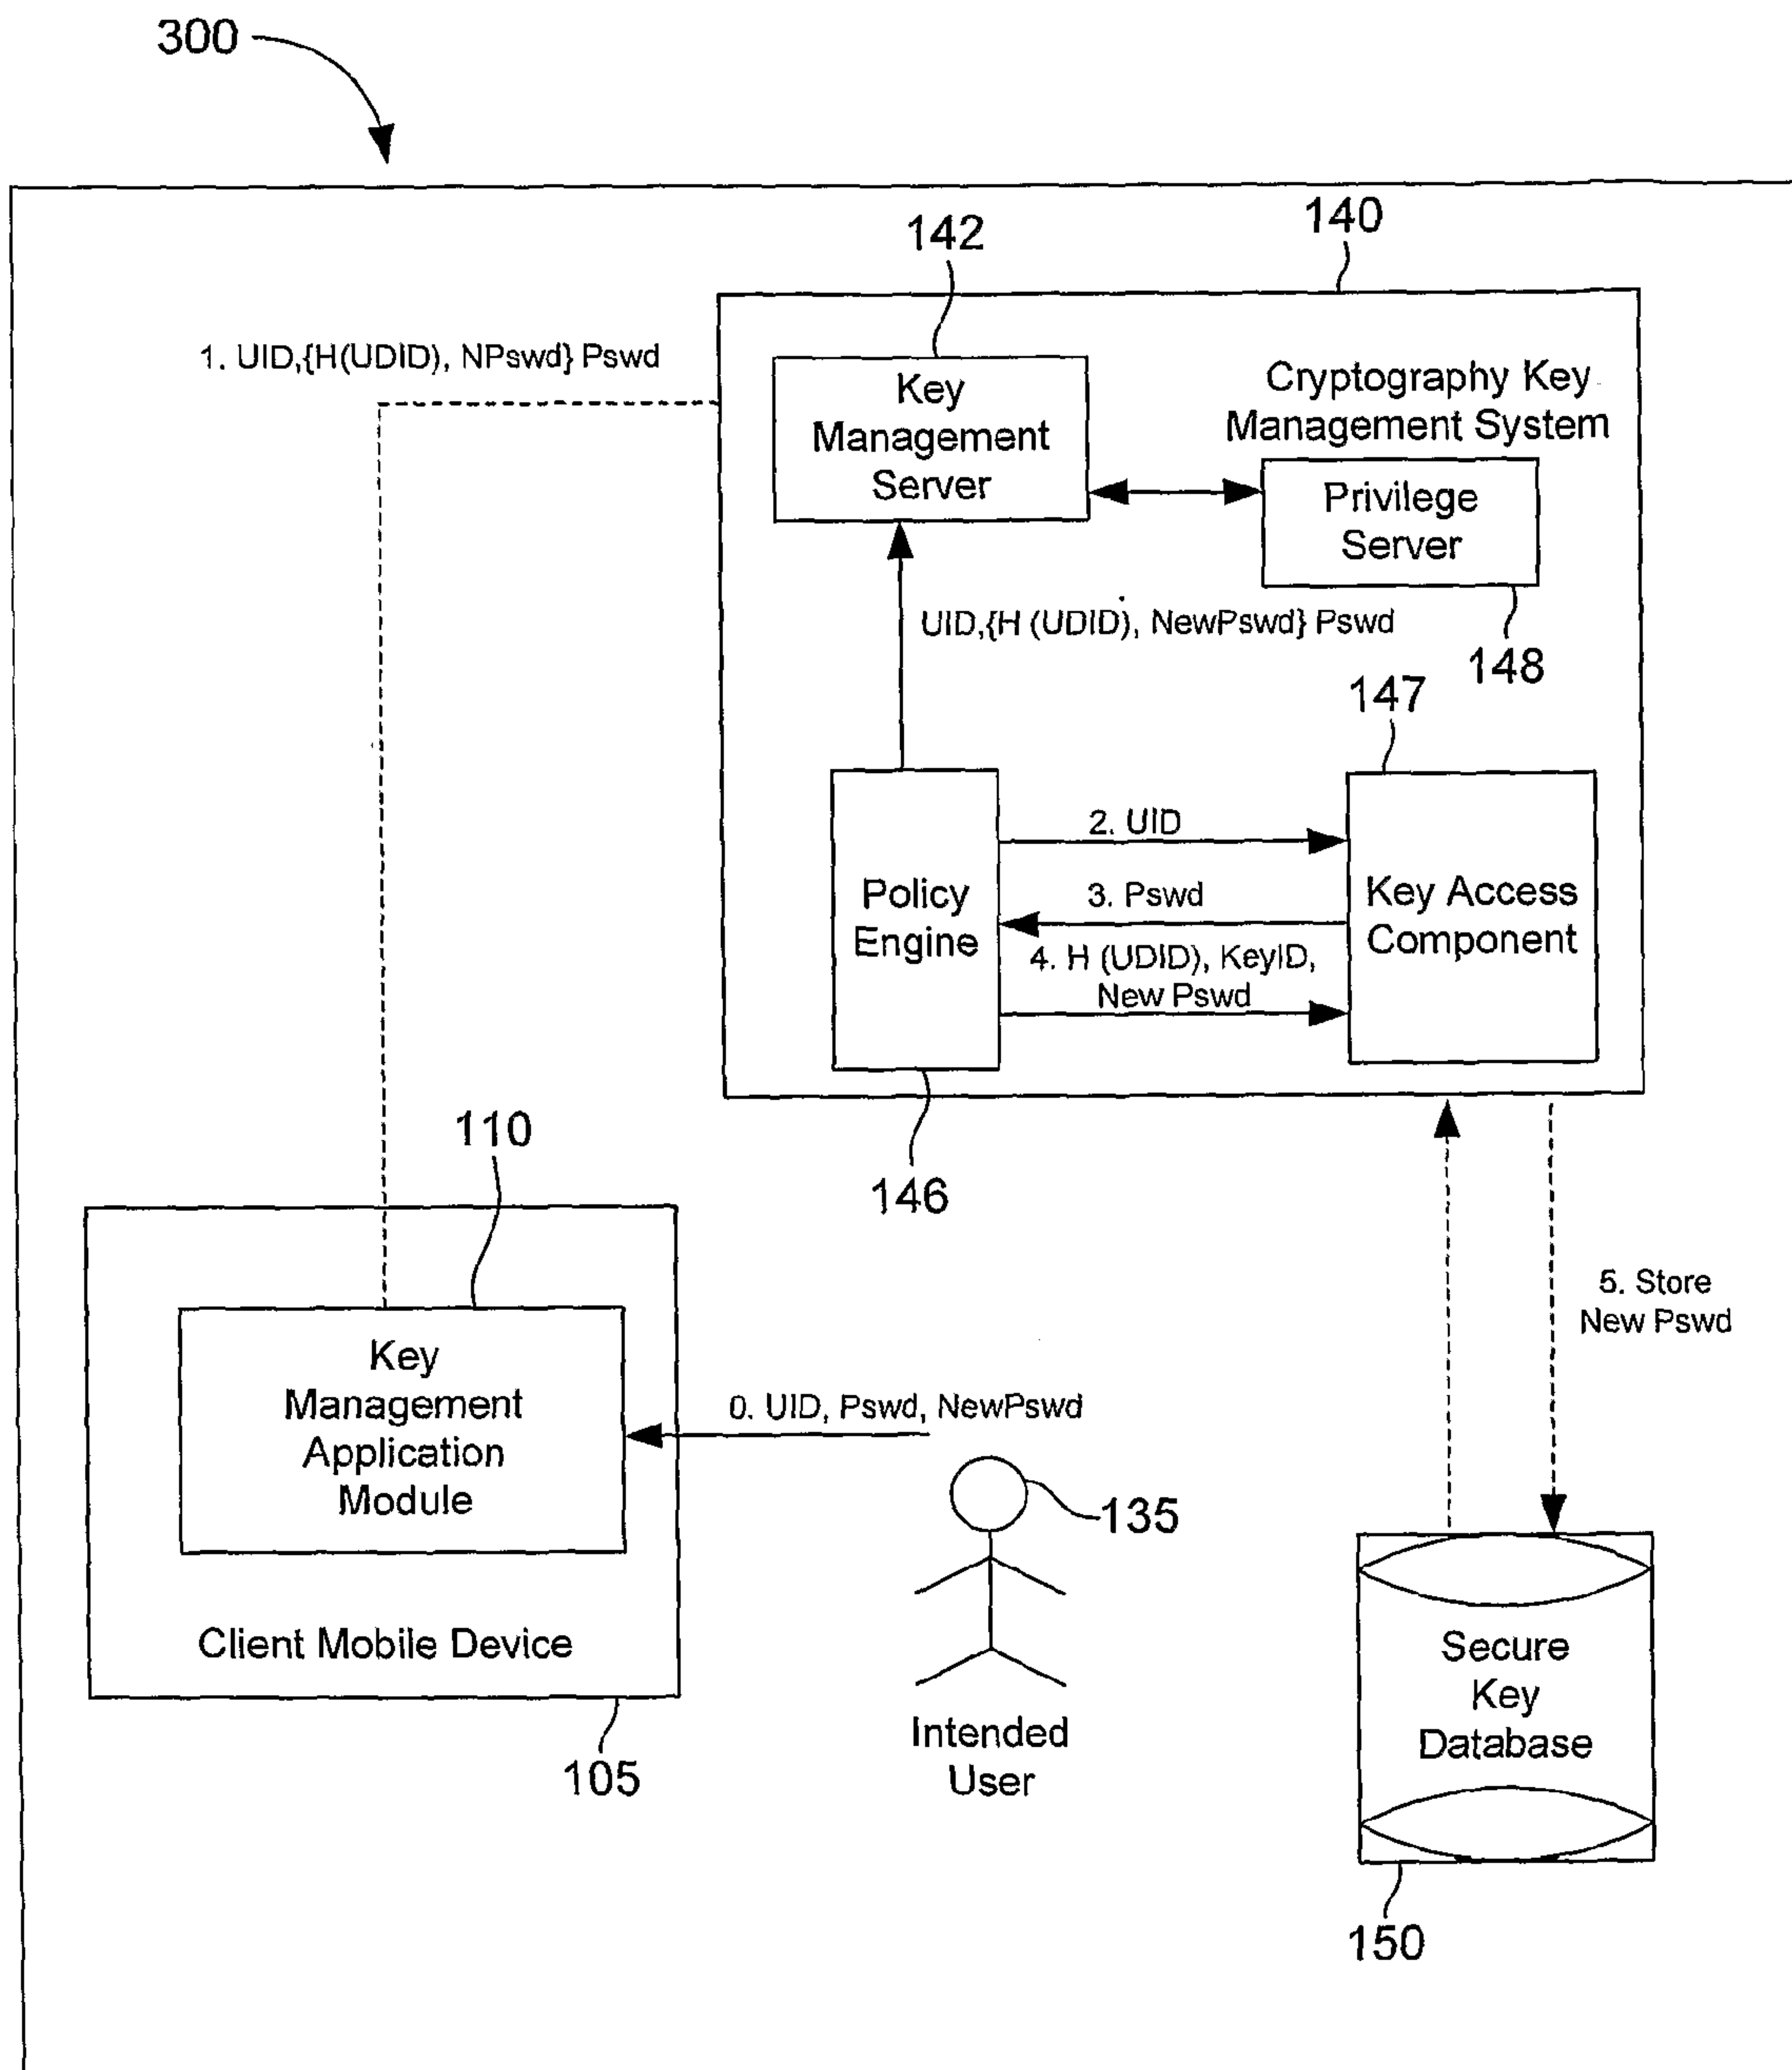 300
140
142
1. UID,{H(UDID), NPswd} Pswd
Key
Management
Server
Cryptography Key
Management System
Privilege
Server
UID,{H (UDID), NewPswd} Pswd
148
147
2. UID
Policy
Engine
3. Pswd
Key Access
Component
4. H (UDID), KeyID,
New Pswd
110
146
5. Store
New Pswd
Key
Management
Application
Module
0. UID, Pswd, NewPswd
135
Client Mobile Device
Secure
Key
Database
Intended
User
105
150